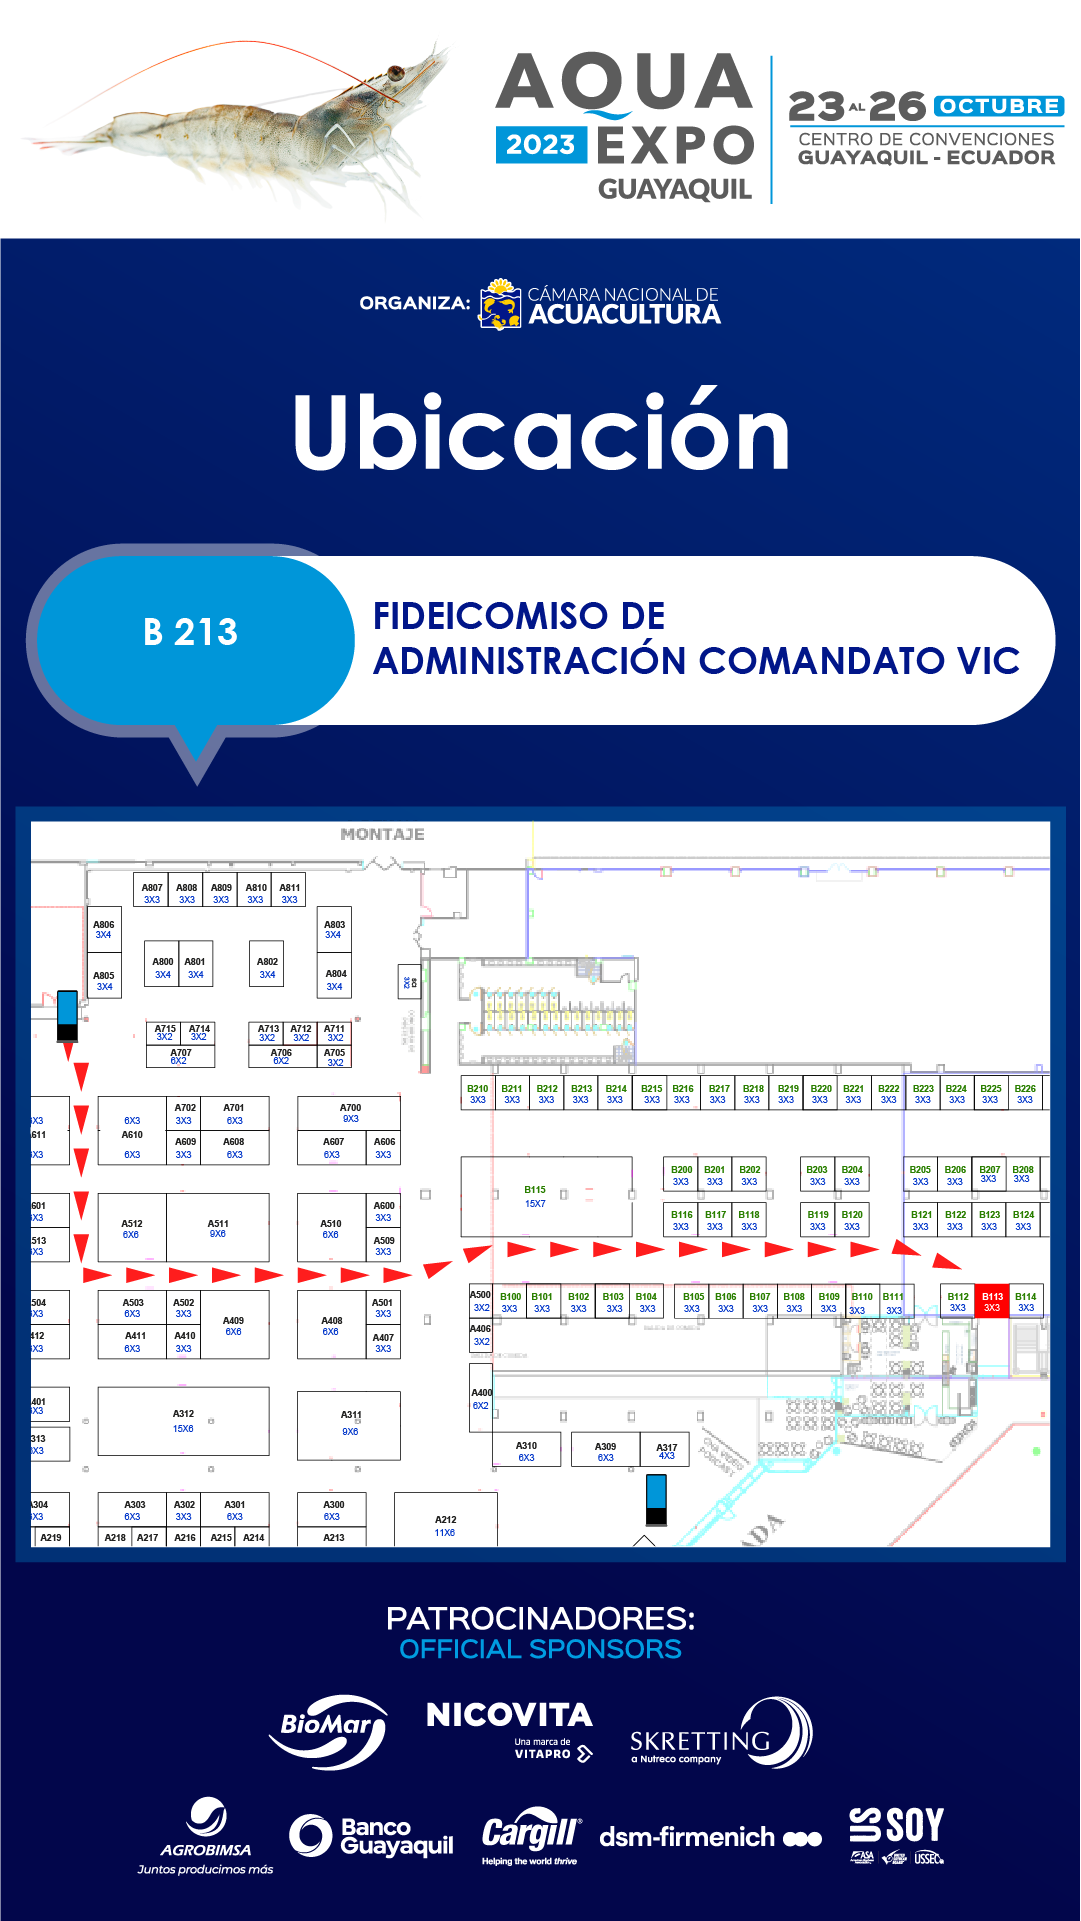 AQUA
2023 EXPO
GUAYAQUIL
23 AL 26 OCTUBRE
CENTRO DE CONVENCIONES
GUAYAQUIL - ECUADOR
ORGANIZA: CÁMARA NACIONAL DE
ACUACULTURA
Ubicación
B 213
FIDEICOMISO DE
ADMINISTRACIÓN COMANDATO VIC
MONTAJE
A807 A808 A809 A810 A811
3X3 3X3 3X3 3X3 3X3
A806 A803
3X4 3X4
A800 A801 A802
3X4 3X4 3X4
A805 A804
3X4 3X4
3X2
A715 A714 A713 A712 A711
3X2 3X2 3X2 3X2 3X2
A707 A706 A705
6X2 6X2 3X2
B210 B211 B212 B213 B214 B215 B216 B217 B218 B219 B220 B221 B222 B223 B224 B225 B226
3X3 3X3 3X3 3X3 3X3 3X3 3X3 3X3 3X3 3X3 3X3 3X3 3X3 3X3 3X3 3X3 3X3
A702 A701 A700
6X3 3X3 6X3 9X3
A610 A609 A608 A607 A606
6X3 3X3 6X3 6X3 3X3
B200 B201 B202 B203 B204 B205 B206 B207 B208
3X3 3X3 3X3 3X3 3X3 3X3 3X3 3X3 3X3
B115
15X7
B116 B117 B118 B119 B120 B121 B122 B123 B124
3X3 3X3 3X3 3X3 3X3 3X3 3X3 3X3 3X3
A600
3X3
A512 A511 A510
6X6 9X6 6X6
A509
3X3
A500 B100 B101 B102 B103 B104 B105 B106 B107 B108 B109 B110 B111 B112 B113 B114
3X2 3X3 3X3 3X3 3X3 3X3 3X3 3X3 3X3 3X3 3X3 3X3 3X3 3X3 3X3 3X3
A503 A502 A501
6X3 3X3 3X3
A409 A408
6X6 6X6
A411 A410 A407
6X3 3X3 3X3
A406
3X2
A400
6X2
A312 A311
15X6 9X6
A310 A309 A317
6X3 6X3 4X3
A303 A302 A301 A300
6X3 3X3 6X3 6X3
A212
11X6
A219 A218 A217 A216 A215 A214 A213
PATROCINADORES:
OFFICIAL SPONSORS
BioMar
NICOVITA
Una marca de
VITAPRO
SKRETTING
a Nutreco company
AGROBIMSA
Juntos producimos más
Banco
Guayaquil
Cargill®
Helping the world thrive
dsm-firmenich
US SOY
ASA
USSEC